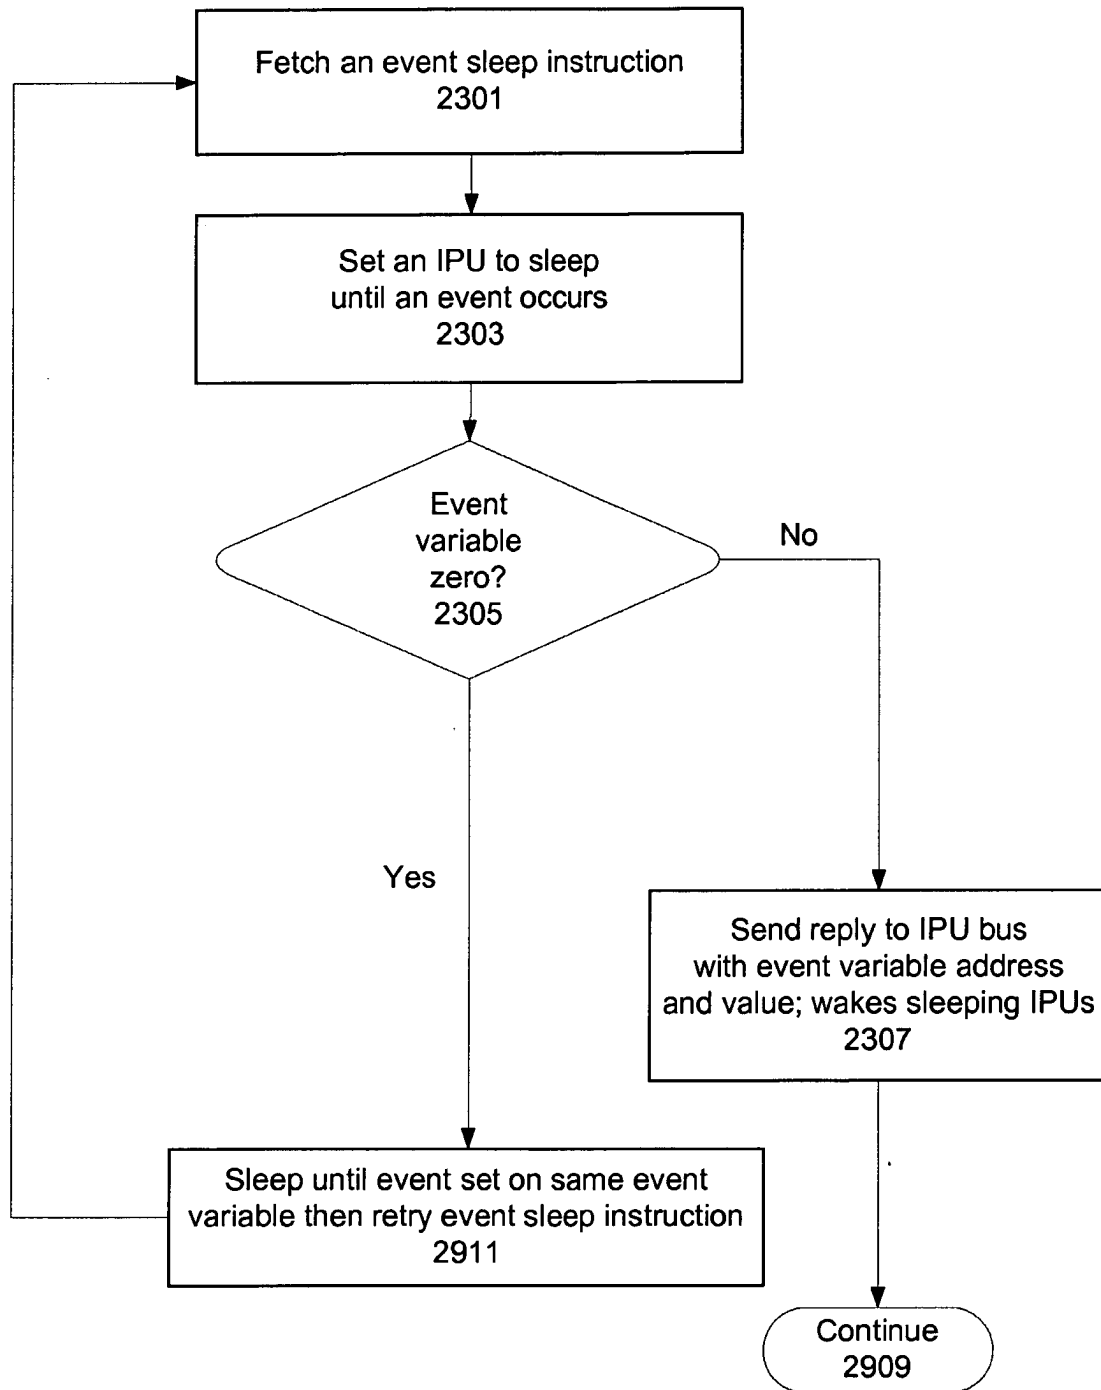 Fetch an event sleep instruction
2301
Set an IPU to sleep
until an event occurs
2303
Event
variable
zero?
2305
No
Yes
Send reply to IPU bus
with event variable address
and value; wakes sleeping IPUs
2307
Sleep until event set on same event
variable then retry event sleep instruction
2911
Continue
2909